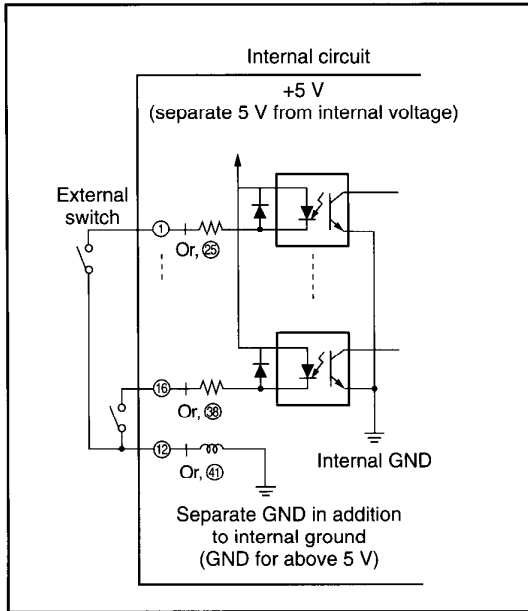 Internal circuit
+5 V
(separate 5 V from internal voltage)
External
switch
①
Or, ㉕
⑯
Or, ㊳
⑫
Or, ㊶
Internal GND
Separate GND in addition
to internal ground
(GND for above 5 V)